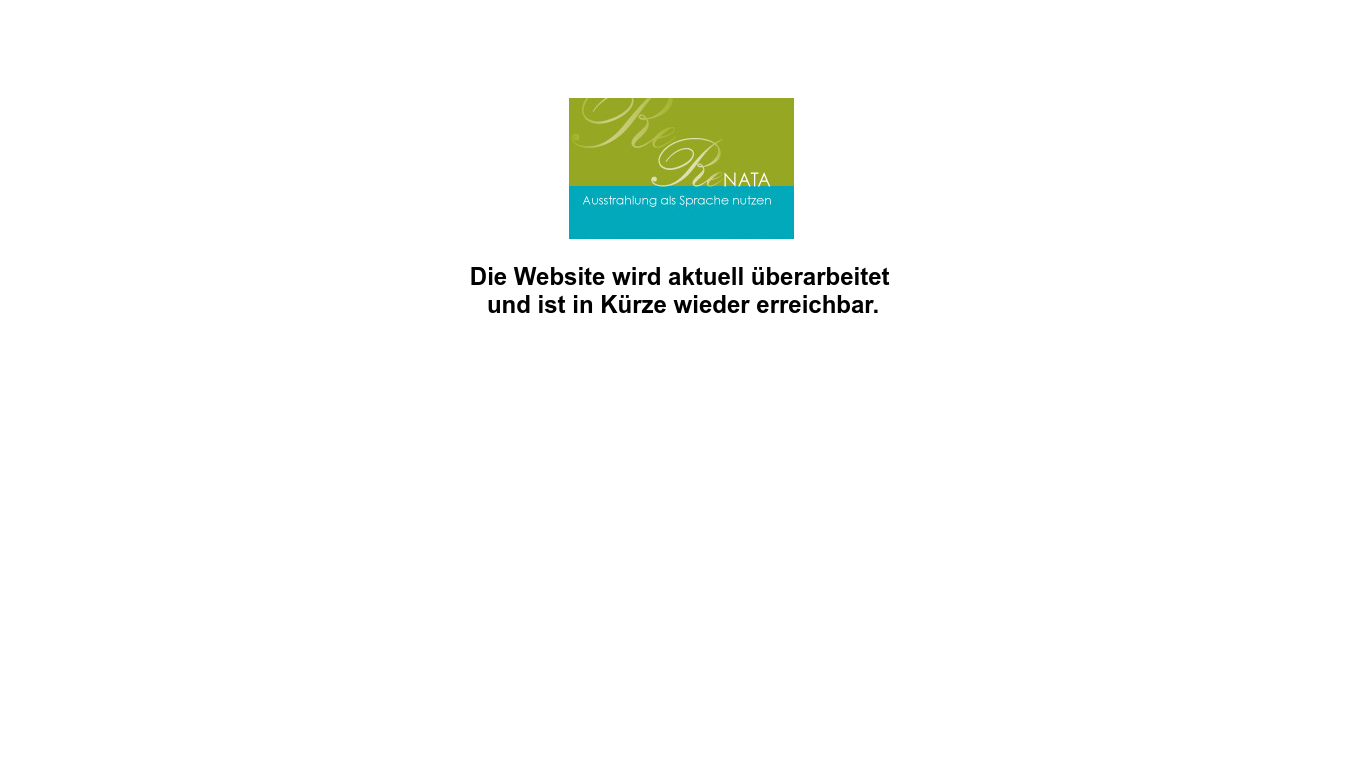 Re
ReNATA
Ausstrahlung als Sprache nutzen
Die Website wird aktuell überarbeitet
und ist in Kürze wieder erreichbar.